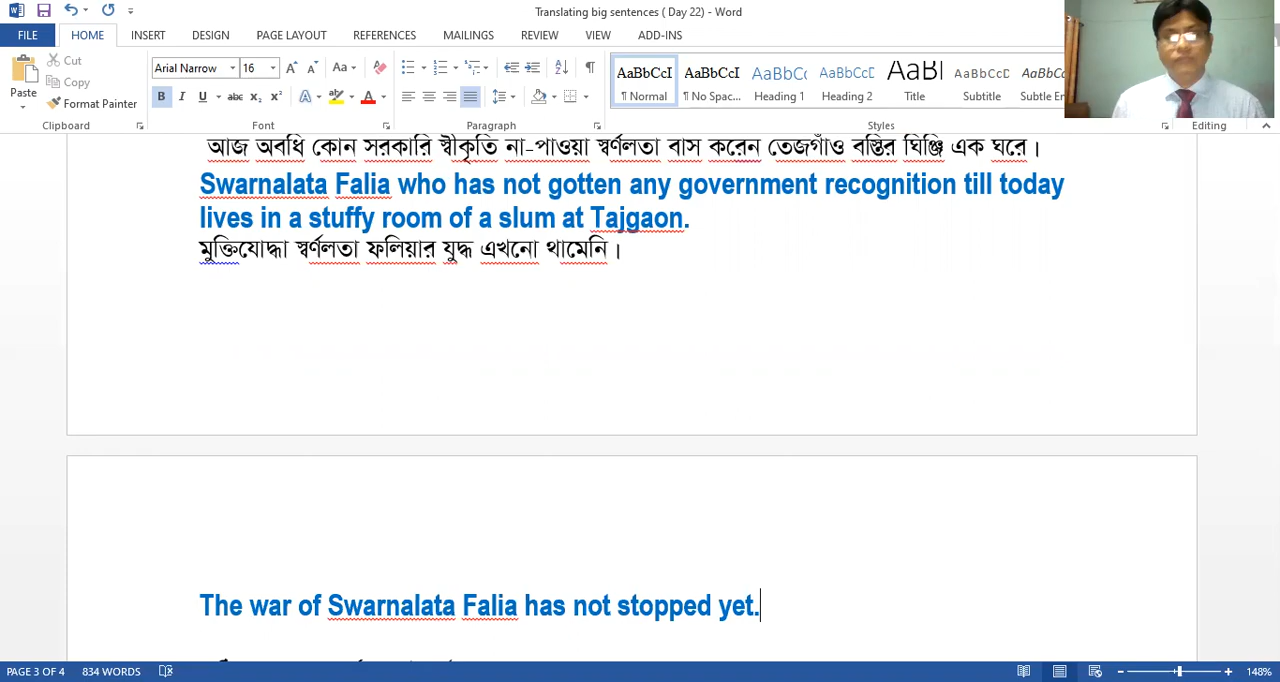 Translating big sentences ( Day 22) - Word
FILE HOME INSERT DESIGN PAGE LAYOUT REFERENCES MAILINGS REVIEW VIEW ADD-INS
Cut
Copy
Format Painter
Paste
Arial Narrow 16
Aa
B I U abc X₂ X² A A
AaBbCcI AaBbCcI AaBbCc AaBbCcD AaBl AaBbCcD AaBbCc
¶ Normal ¶ No Spac... Heading 1 Heading 2 Title Subtitle Subtle Em
Clipboard Font Paragraph Styles Editing
আজ অবধি কোন সরকারি স্বীকৃতি না-পাওয়া স্বর্ণলতা বাস করেন তেজগাঁও বস্তির ঘিঞ্জি এক ঘরে।
Swarnalata Falia who has not gotten any government recognition till today
lives in a stuffy room of a slum at Tajgaon.
মুক্তিযোদ্ধা স্বর্ণলতা ফলিয়ার যুদ্ধ এখনো থামেনি।
The war of Swarnalata Falia has not stopped yet.
PAGE 3 OF 4 834 WORDS 148%